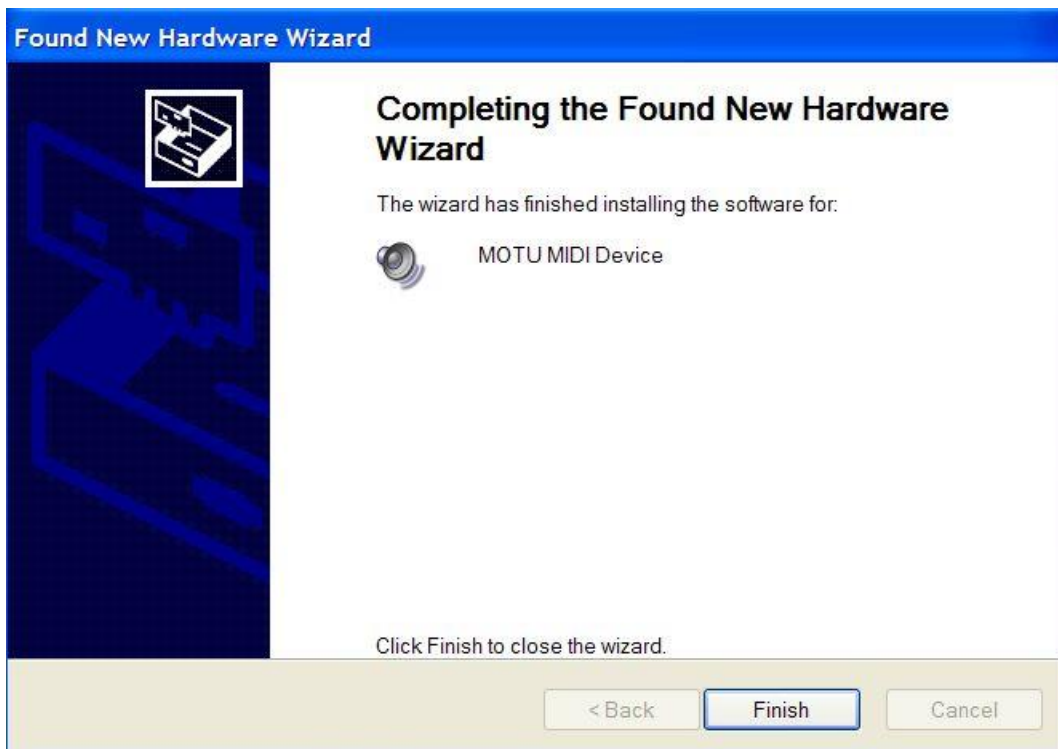 Found New Hardware Wizard
Completing the Found New Hardware
Wizard
The wizard has finished installing the software for:
MOTU MIDI Device
Click Finish to close the wizard.
< Back
Finish
Cancel